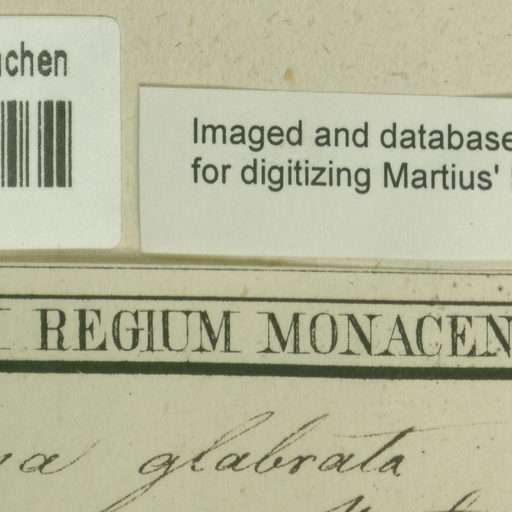 chen
Imaged and database
for digitizing Martius'
REGIUM MONACEN
glabrata